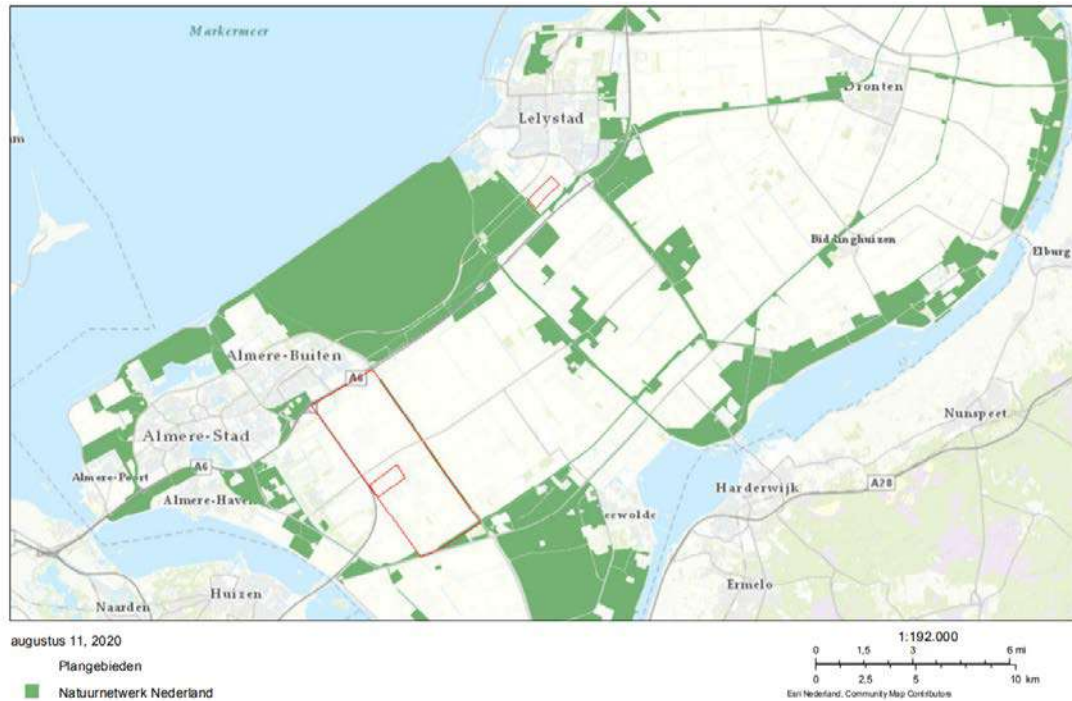 Markermeer
am
Dronten
Lelystad
Biddinghuizen
Elburg
Almere-Buiten
A6
Nunspeet
Almere-Stad
A6
Almere-Poort
A28
Harderwijk
Almere-Haven
eewolde
Ermelo
Huizen
Naarden
augustus 11, 2020
Plangebieden
Natuurnetwerk Nederland
1:192.000
0 1,5 3 6 mi
0 2,5 5 10 km
Esri Nederland, Community Map Contributors